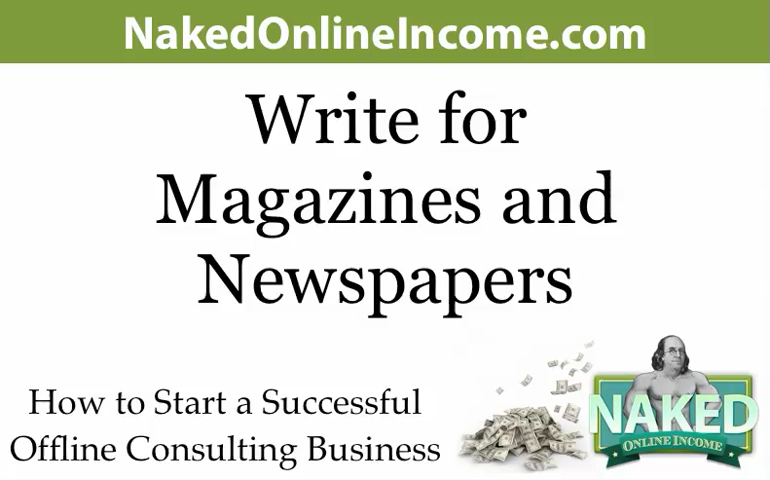 NakedOnlineIncome.com
Write for
Magazines and
Newspapers
How to Start a Successful
Offline Consulting Business
NAKED
ONLINE INCOME